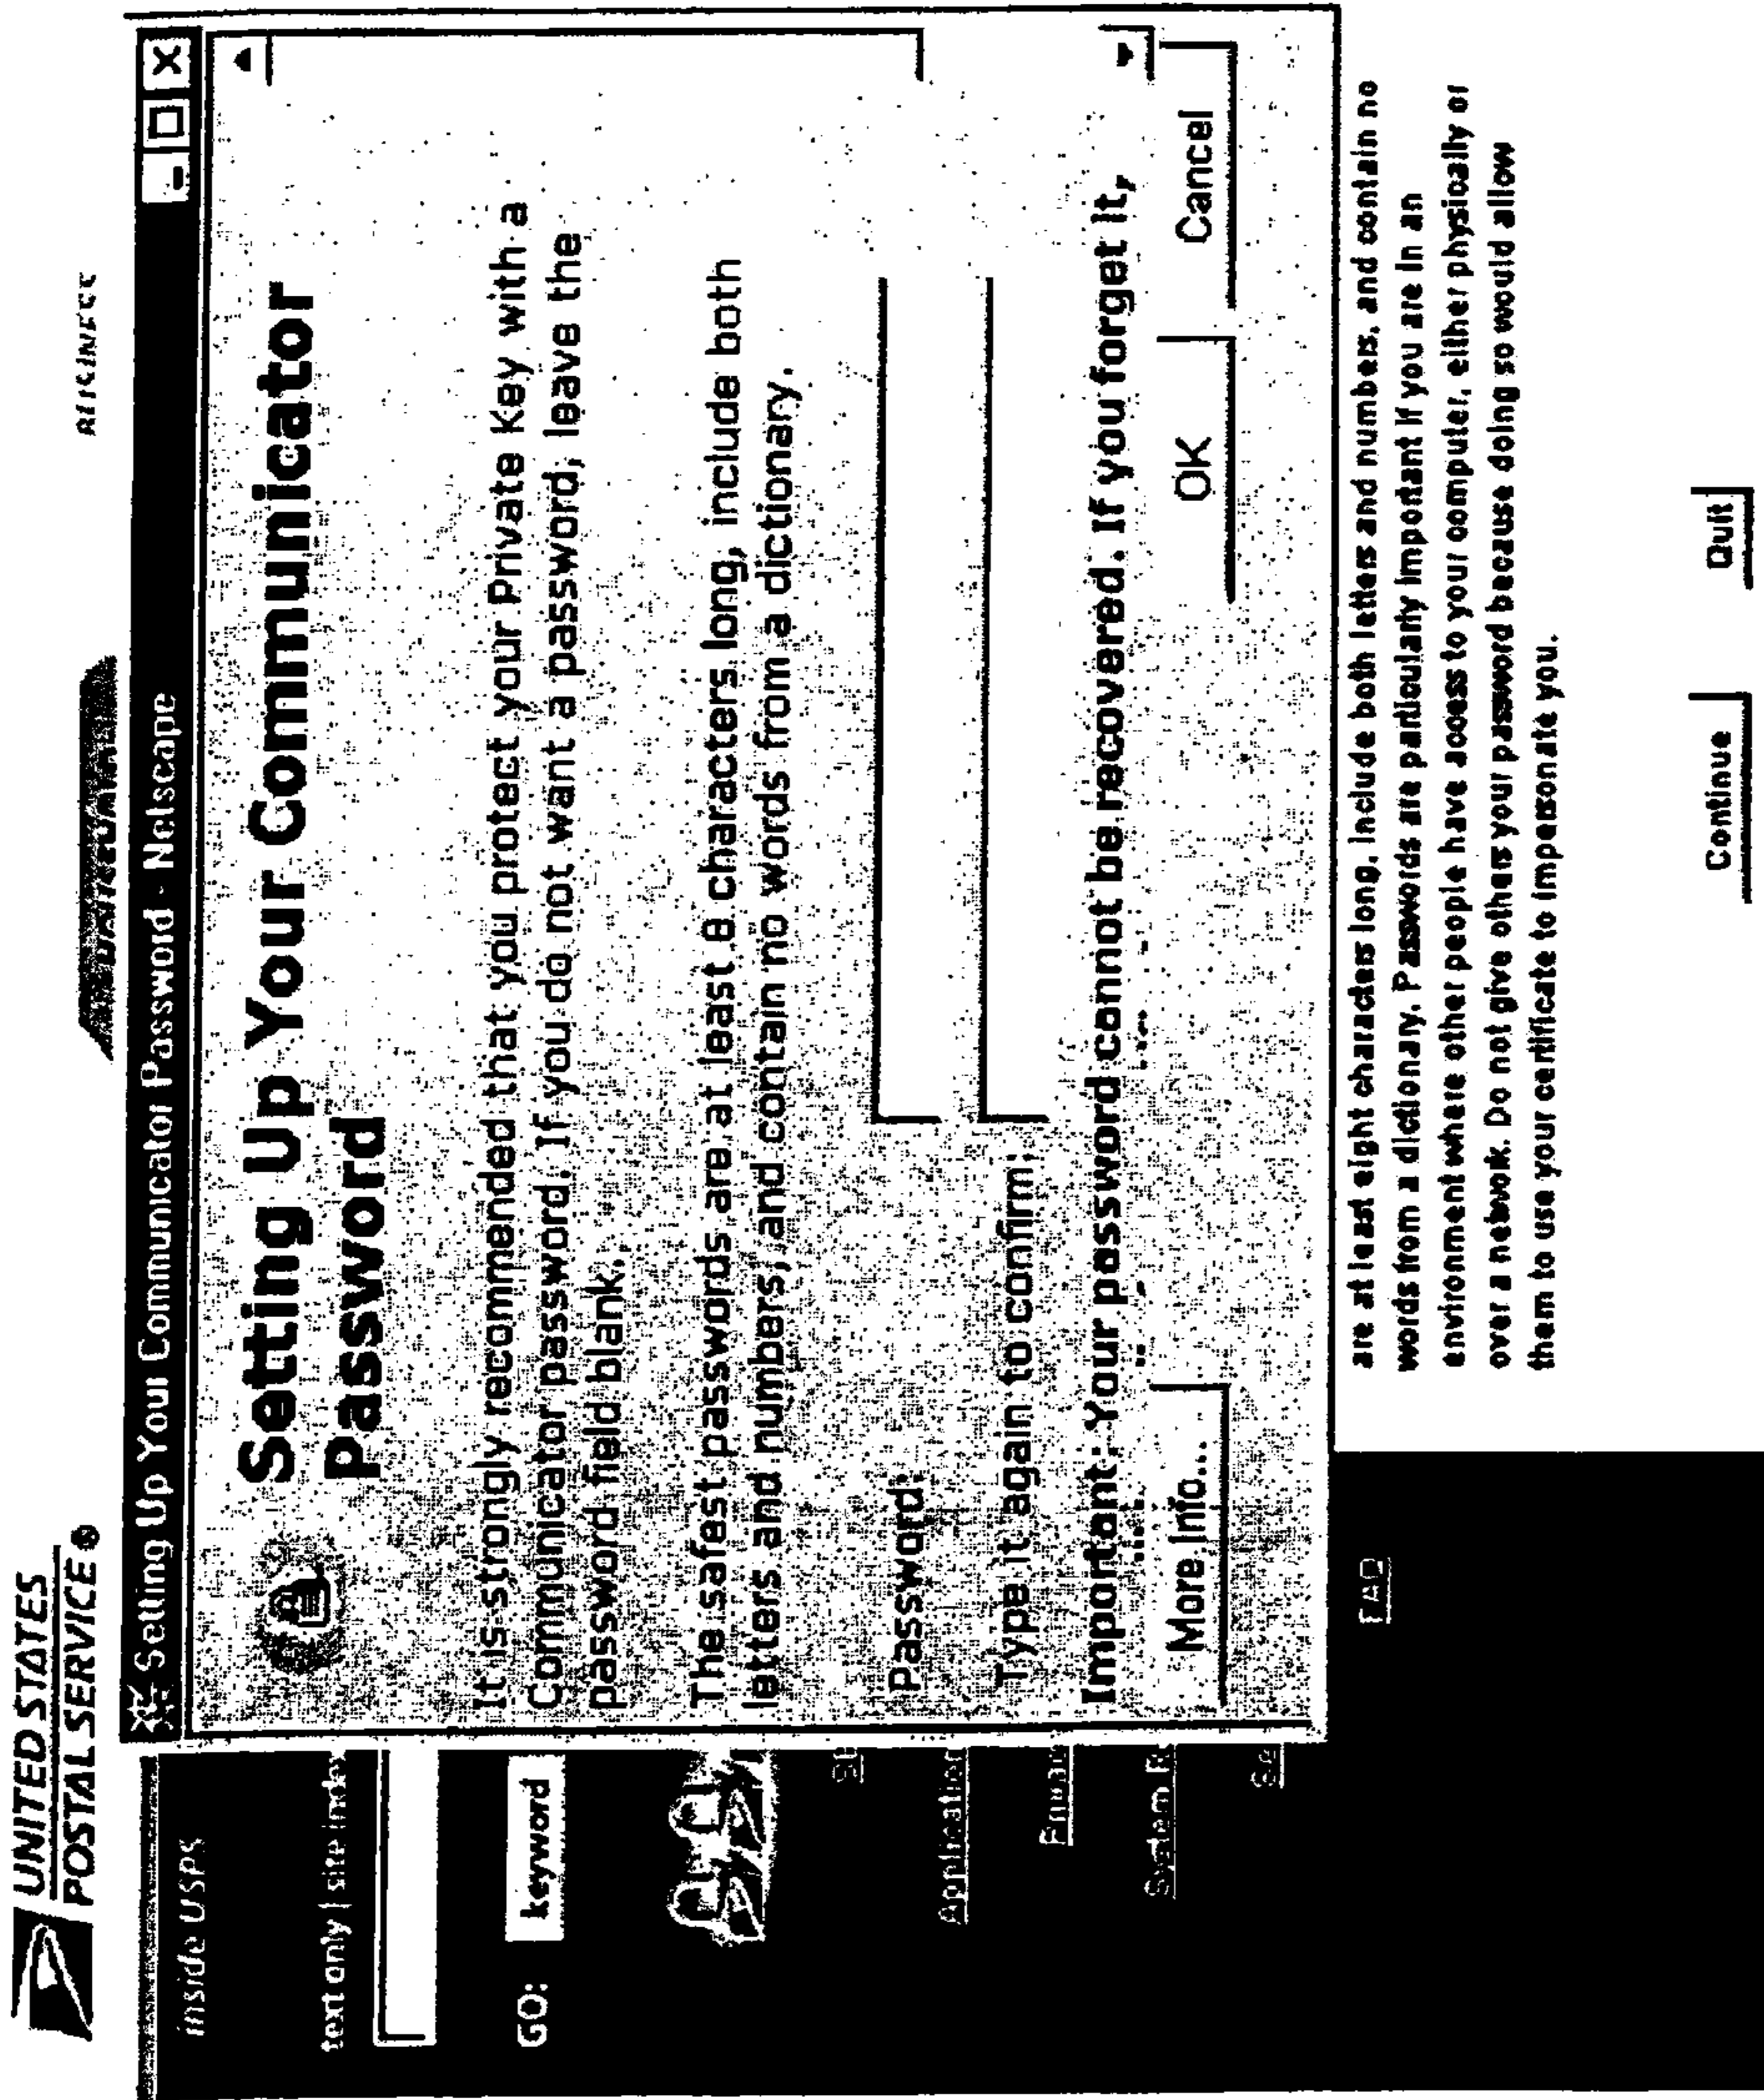 UNITED STATES
POSTAL SERVICE ®
inside USPS
text only | site index
GO: keyword
Application
System
FAQ
Setting Up Your Communicator Password - Netscape
Setting Up Your Communicator
Password
It is strongly recommended that you protect your Private Key with a
Communicator password. If you do not want a password, leave the
password field blank.
The safest passwords are at least 8 characters long, include both
letters and numbers, and contain no words from a dictionary.
Password:
Type it again to confirm:
Important: Your password cannot be recovered. If you forget it,
More Info... OK Cancel
are at least eight characters long, include both letters and numbers, and contain no
words from a dictionary. Passwords are particularly important if you are in an
environment where other people have access to your computer, either physically or
over a network. Do not give others your password because doing so would allow
them to use your certificate to impersonate you.
Continue Quit